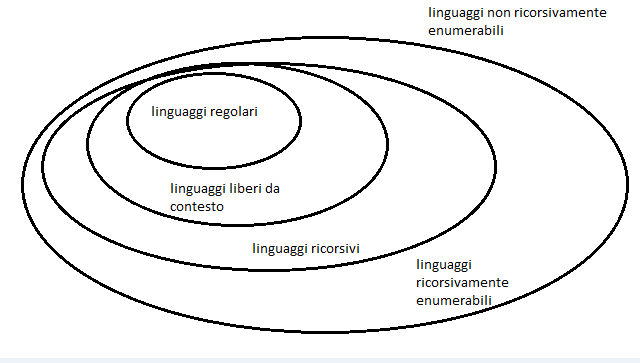 linguaggi non ricorsivamente
enumerabili
linguaggi regolari
linguaggi liberi da
contesto
linguaggi ricorsivi
linguaggi
ricorsivamente
enumerabili